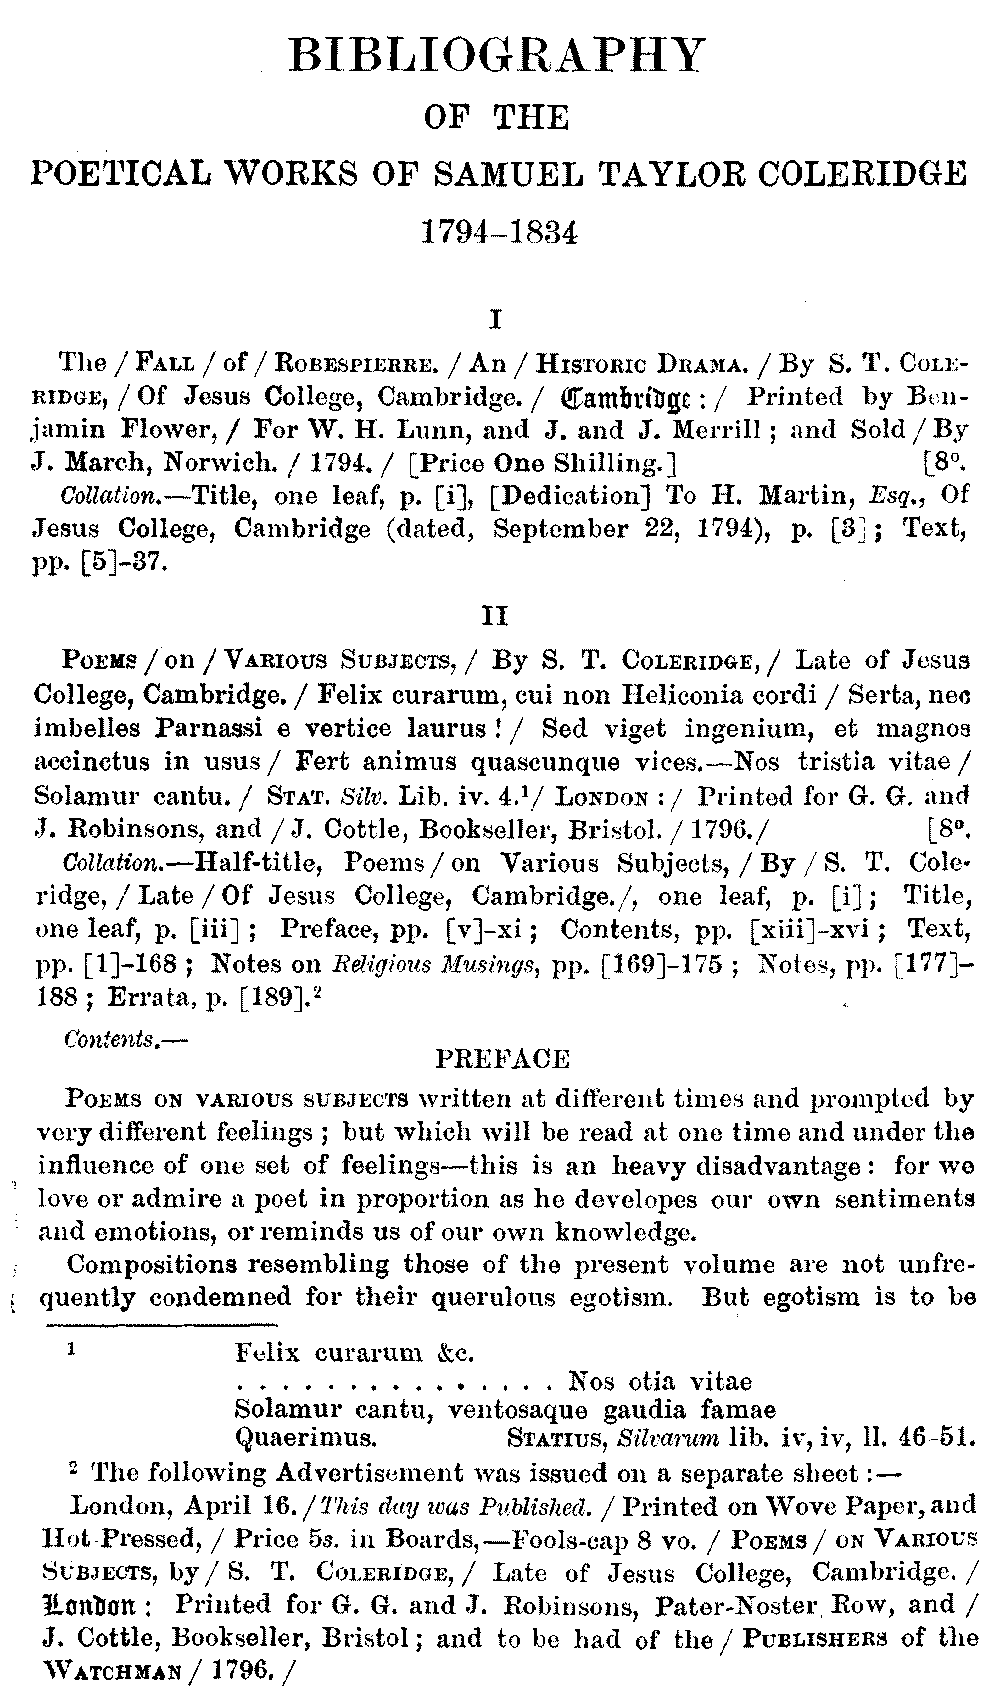 BIBLIOGRAPHY
OF THE
POETICAL WORKS OF SAMUEL TAYLOR COLERIDGE
1794–1834
I
The / FALL / of / ROBESPIERRE. / An / HISTORIC DRAMA. / By S. T. COLE-
RIDGE, / Of Jesus College, Cambridge. / Cambridge : / Printed by Ben-
jamin Flower, / For W. H. Lunn, and J. and J. Merrill ; and Sold / By
J. March, Norwich. / 1794. / [Price One Shilling.] [8º.
Collation.—Title, one leaf, p. [i], [Dedication] To H. Martin, Esq., Of
Jesus College, Cambridge (dated, September 22, 1794), p. [3] ; Text,
pp. [5]–37.
II
POEMS / on / VARIOUS SUBJECTS, / By S. T. COLERIDGE, / Late of Jesus
College, Cambridge. / Felix curarum, cui non Heliconia cordi / Serta, nec
imbelles Parnassi e vertice laurus ! / Sed viget ingenium, et magnos
accinctus in usus / Fert animus quascunque vices.—Nos tristia vitae /
Solamur cantu. / STAT. Silv. Lib. iv. 4.¹/ LONDON : / Printed for G. G. and
J. Robinsons, and / J. Cottle, Bookseller, Bristol. / 1796. / [8º.
Collation.—Half-title, Poems / on Various Subjects, / By / S. T. Cole-
ridge, / Late / Of Jesus College, Cambridge./, one leaf, p. [i] ; Title,
one leaf, p. [iii] ; Preface, pp. [v]–xi ; Contents, pp. [xiii]–xvi ; Text,
pp. [1]–168 ; Notes on Religious Musings, pp. [169]–175 ; Notes, pp. [177]–
188 ; Errata, p. [189].²
Contents.—
PREFACE
POEMS ON VARIOUS SUBJECTS written at different times and prompted by
very different feelings ; but which will be read at one time and under the
influence of one set of feelings—this is an heavy disadvantage : for we
love or admire a poet in proportion as he developes our own sentiments
and emotions, or reminds us of our own knowledge.
Compositions resembling those of the present volume are not unfre-
quently condemned for their querulous egotism. But egotism is to be
¹ Felix curarum &c.
. . . . . . . . . . . . . . . Nos otia vitae
Solamur cantu, ventosaque gaudia famae
Quaerimus. STATIUS, Silvarum lib. iv, iv, ll. 46–51.
² The following Advertisement was issued on a separate sheet :—
London, April 16. / This day was Published. / Printed on Wove Paper, and
Hot-Pressed, / Price 5s. in Boards,—Fools-cap 8 vo. / POEMS / ON VARIOUS
SUBJECTS, by / S. T. COLERIDGE, / Late of Jesus College, Cambridge. /
London : Printed for G. G. and J. Robinsons, Pater-Noster Row, and /
J. Cottle, Bookseller, Bristol ; and to be had of the / PUBLISHERS of the
WATCHMAN / 1796. /